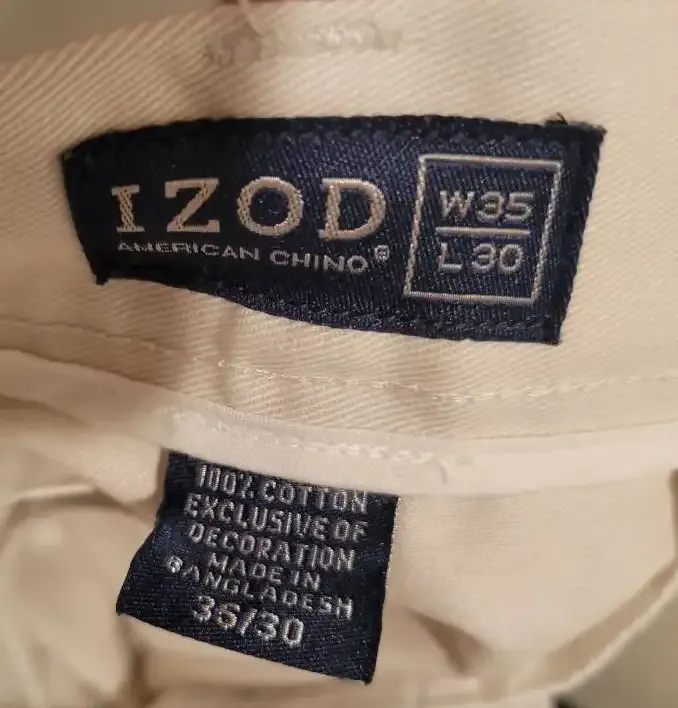 IZOD
AMERICAN CHINO®
W35
L30
100% COTTON
EXCLUSIVE OF
DECORATION
MADE IN
BANGLADESH
36/30